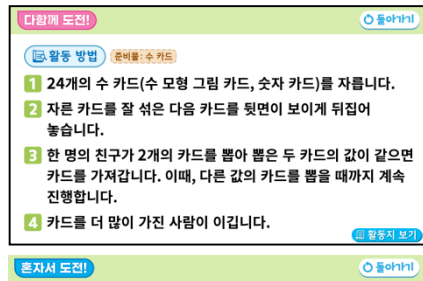 다함께 도전!
돌아가기
활동 방법
준비물: 수 카드
1 24개의 수 카드(수 모형 그림 카드, 숫자 카드)를 자릅니다.
2 자른 카드를 잘 섞은 다음 카드를 뒷면이 보이게 뒤집어
놓습니다.
3 한 명의 친구가 2개의 카드를 뽑아 뽑은 두 카드의 값이 같으면
카드를 가져갑니다. 이때, 다른 값의 카드를 뽑을 때까지 계속
진행합니다.
4 카드를 더 많이 가진 사람이 이깁니다.
활동지 보기
혼자서 도전!
돌아가기